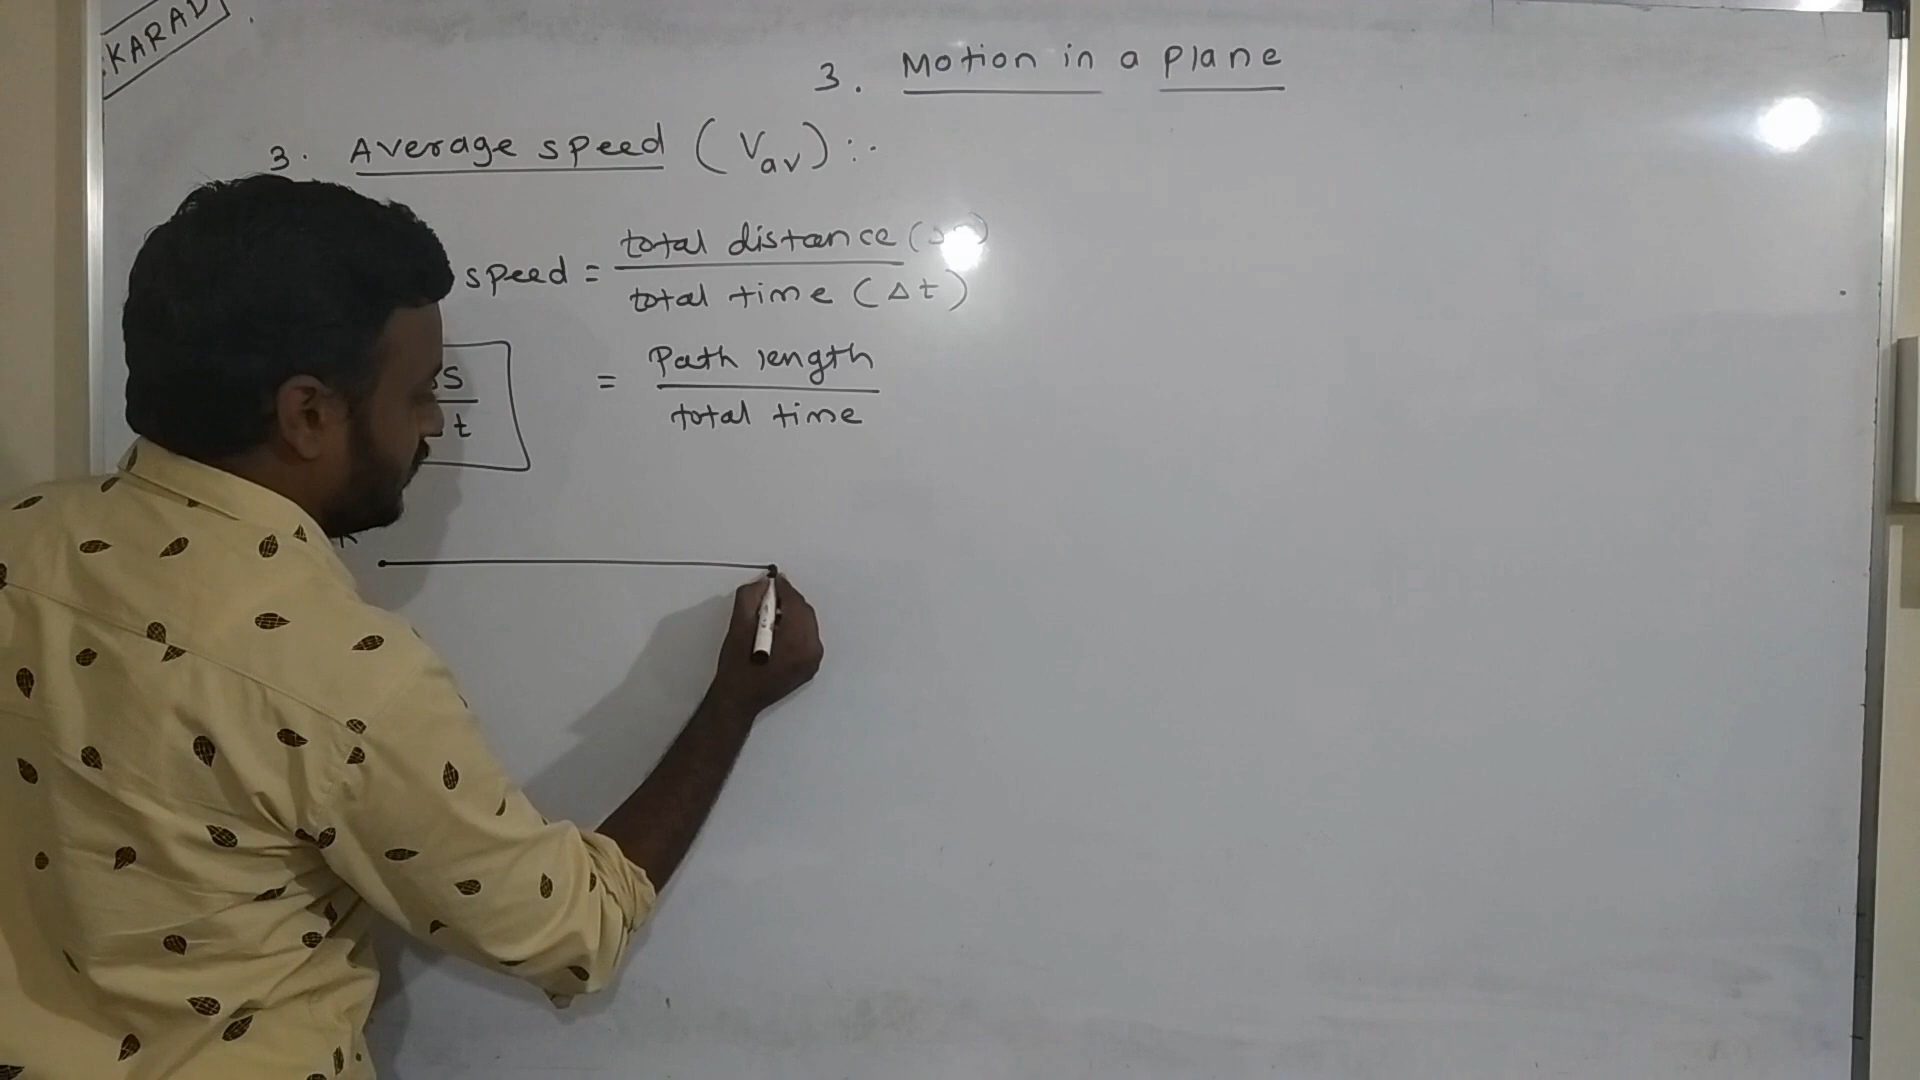 KARAD
3. Motion in a plane
3. Average speed (Vav) :-
speed = total distance (
total time (Δt)
S
t
= Path length
total time